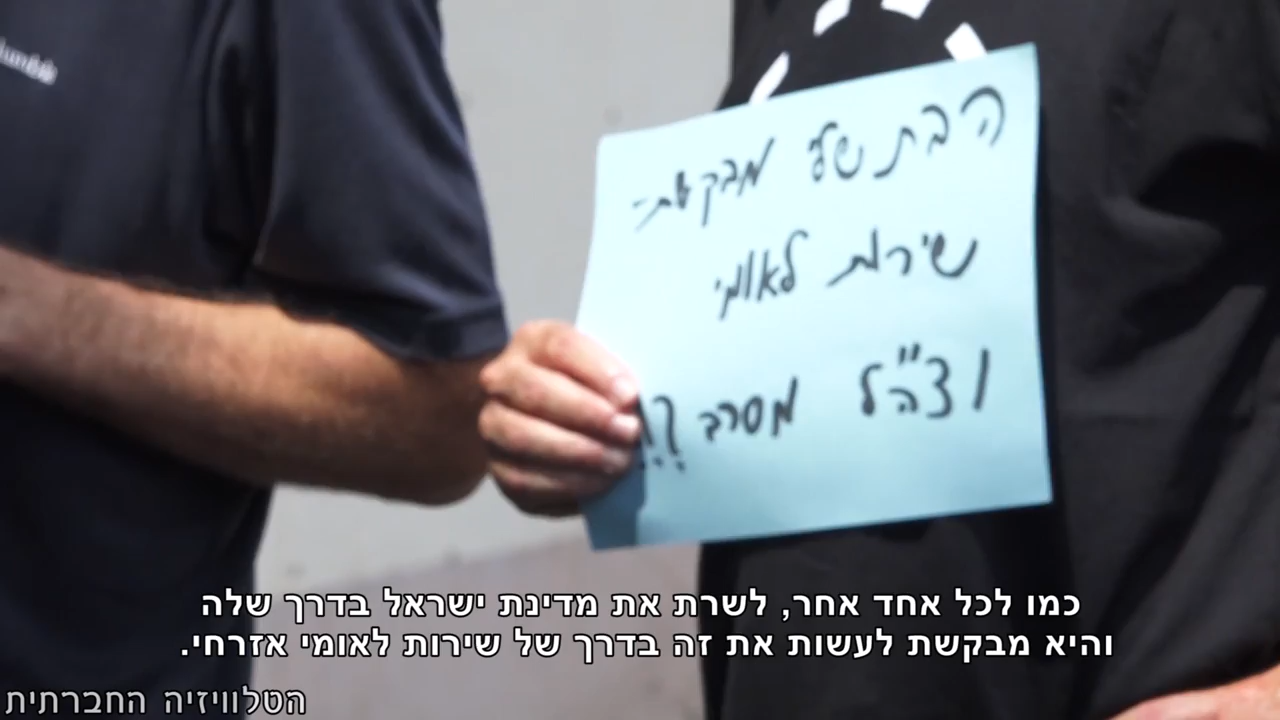 הבת שלי מבקשת
שירות לאומי
וצה"ל מסרב ?!?
כמו לכל אחד אחר, לשרת את מדינת ישראל בדרך שלה
והיא מבקשת לעשות את זה בדרך של שירות לאומי אזרחי.
הטלוויזיה החברתית